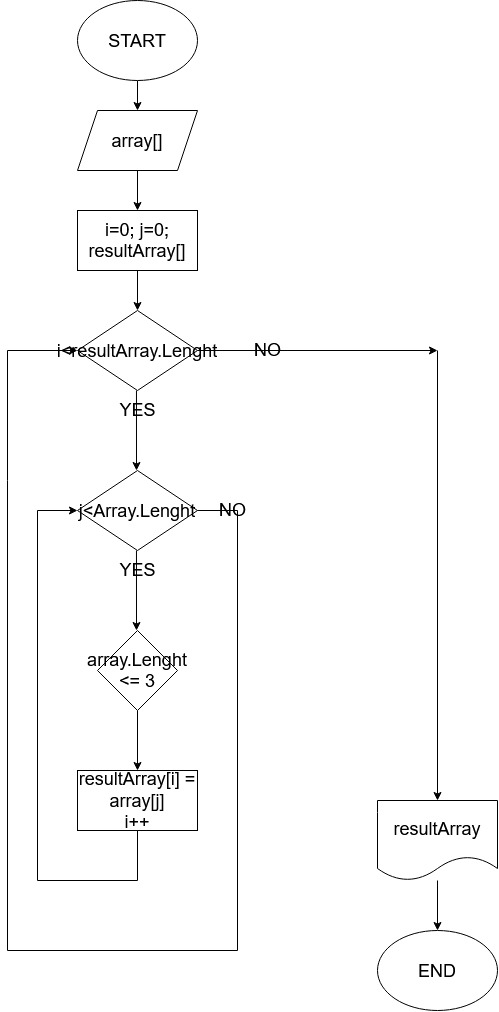 START
array[]
i=0; j=0;
resultArray[]
i<resultArray.Lenght
NO
YES
j<Array.Lenght
NO
YES
array.Lenght
<= 3
resultArray[i] =
array[j]
i++
resultArray
END